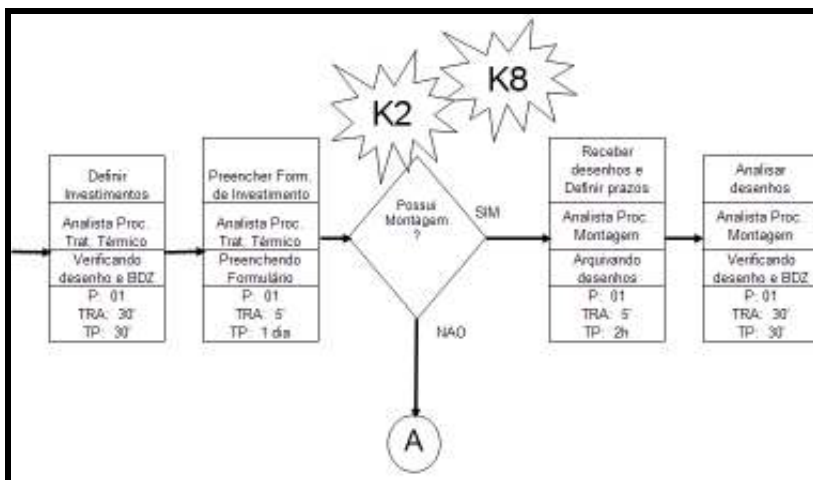 K2
K8
Definir
Investimentos
Analista Proc.
Trat. Térmico
Verificando
desenho e BDZ
P: 01
TRA: 30'
TP: 30'
Preencher Form.
de Investimento
Analista Proc.
Trat. Térmico
Preenchendo
Formulário
P: 01
TRA: 5'
TP: 1 dia
Possui
Montagem
?
SIM
NAO
A
Receber
desenhos e
Definir prazos
Analista Proc.
Montagem
Arquivando
desenhos
P: 01
TRA: 5'
TP: 2h
Analisar
desenhos
Analista Proc.
Montagem
Verificando
desenho e BDZ
P: 01
TRA: 30'
TP: 30'